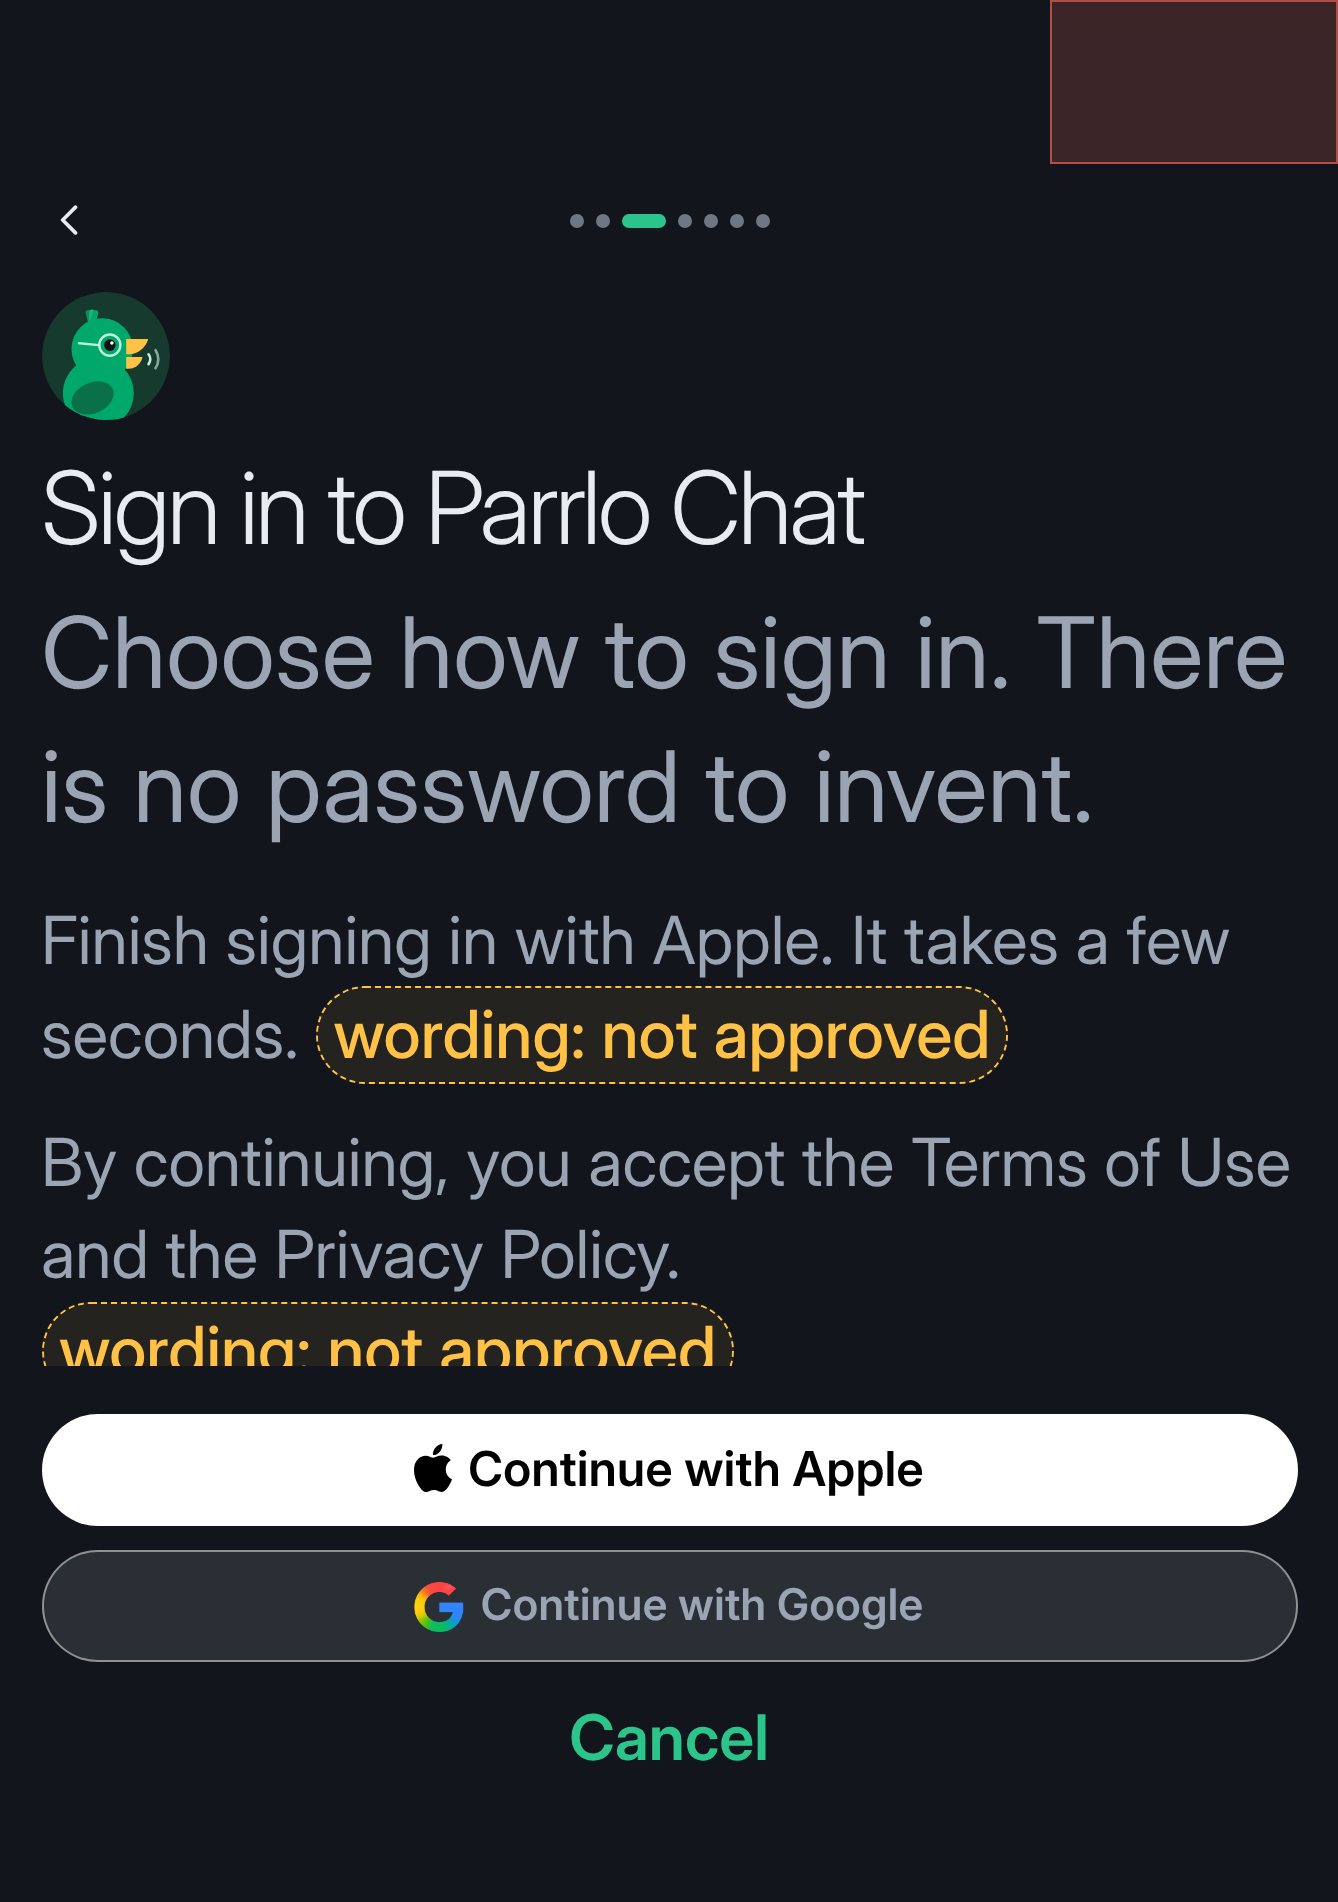 Sign in to Parrlo Chat
Choose how to sign in. There
is no password to invent.
Finish signing in with Apple. It takes a few
seconds. wording: not approved
By continuing, you accept the Terms of Use
and the Privacy Policy.
wording: not approved
Continue with Apple
Continue with Google
Cancel